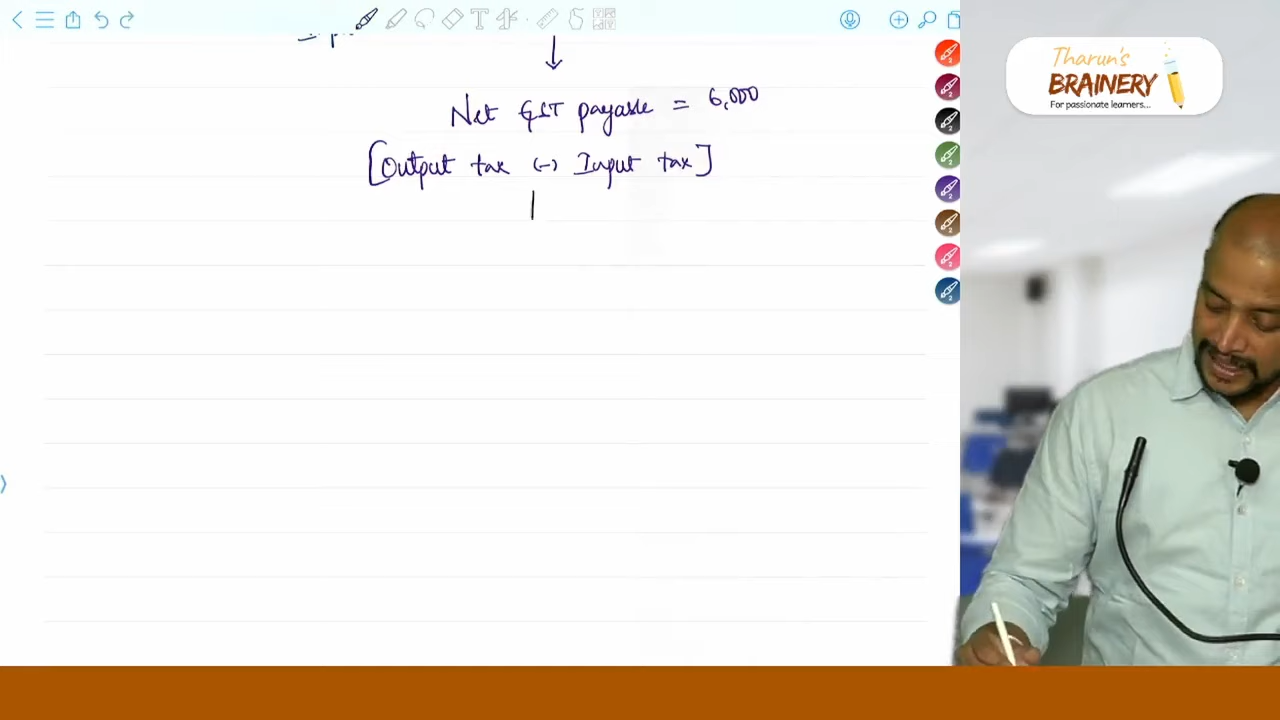 Tharun's
BRAINERY
For passionate learners...
Net GST payable = 6,000
[Output tax (-) Input tax]